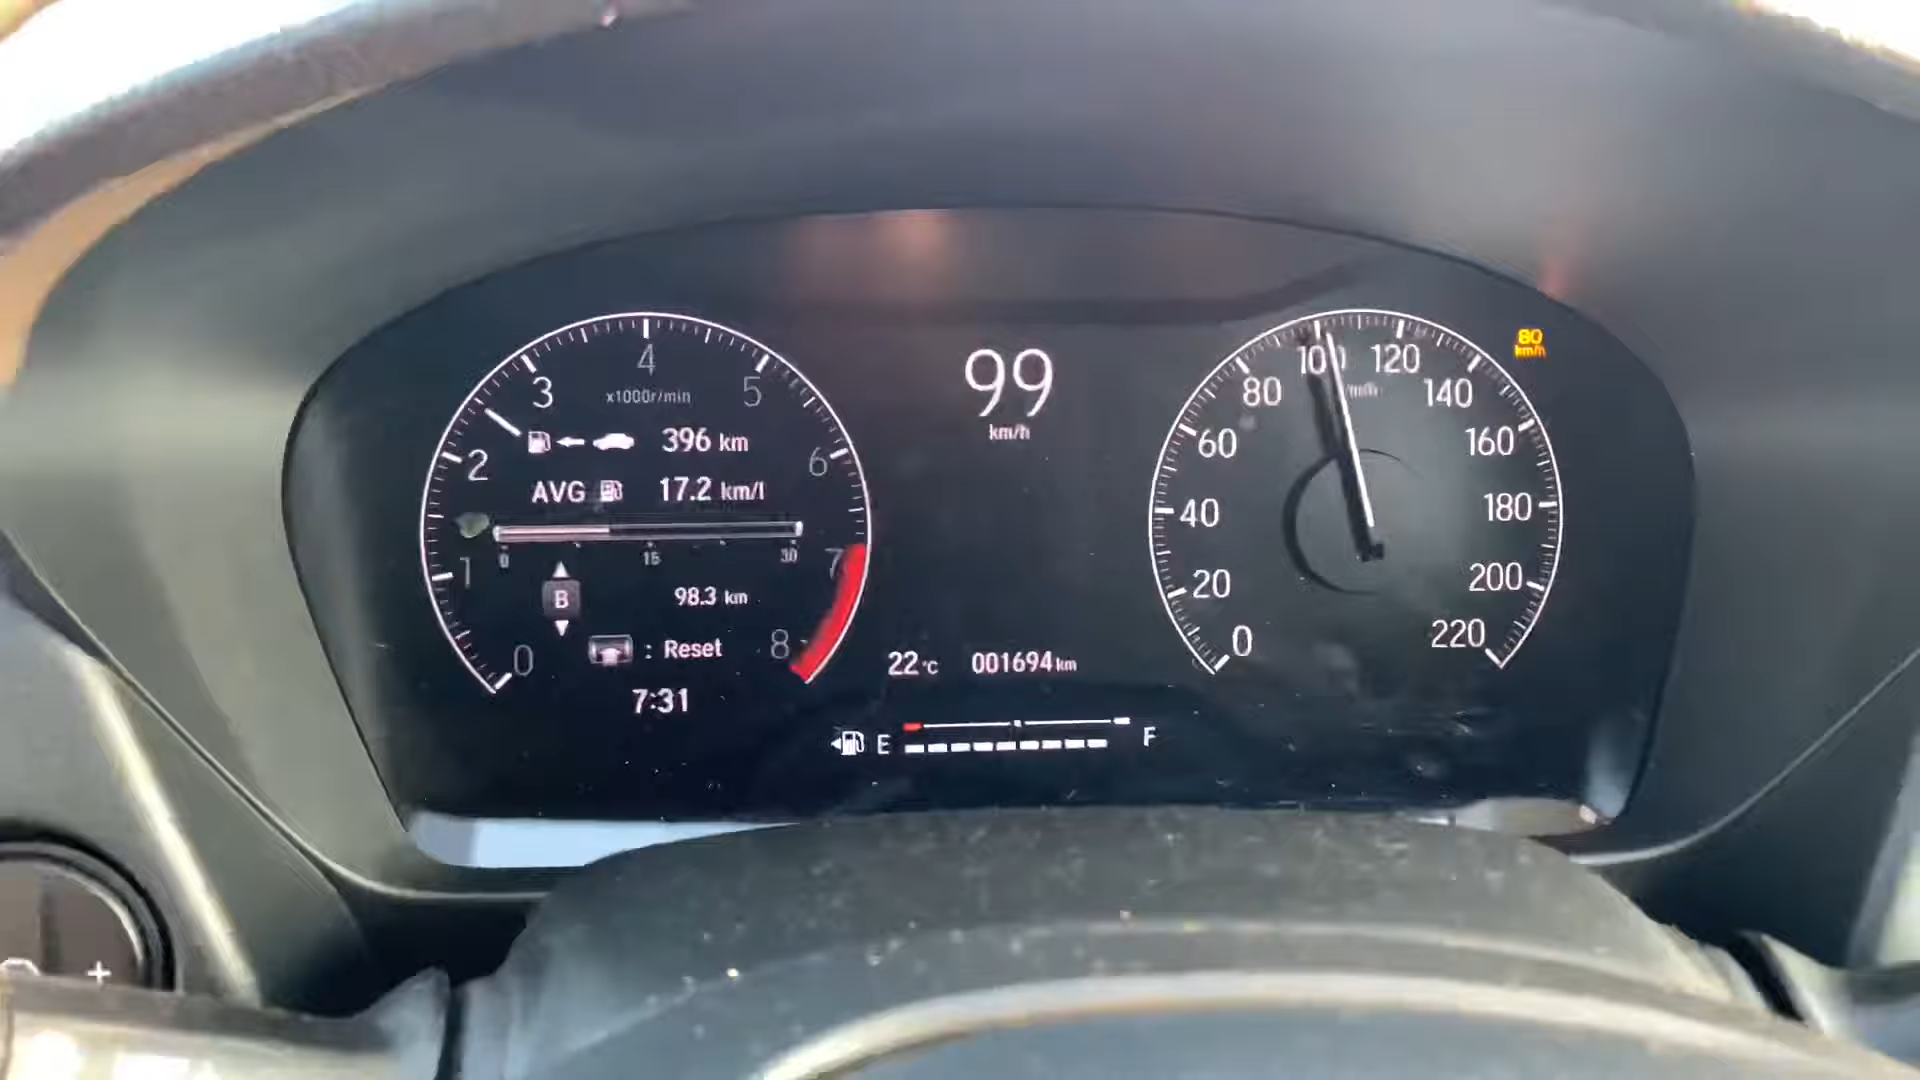 4
3
5
x1000r/min
396 km
2
6
AVG 17.2 km/l
0 15 30
1
7
B 98.3 km
: Reset
0
8
7:31
99
km/h
22°C 001694km
E F
80
km/h
100
120
80
140
60
160
40
180
20
200
0
220
+